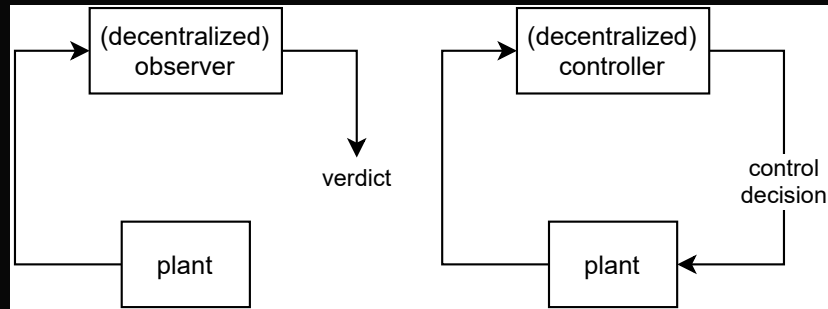 (decentralized)
observer
verdict
plant
(decentralized)
controller
control
decision
plant